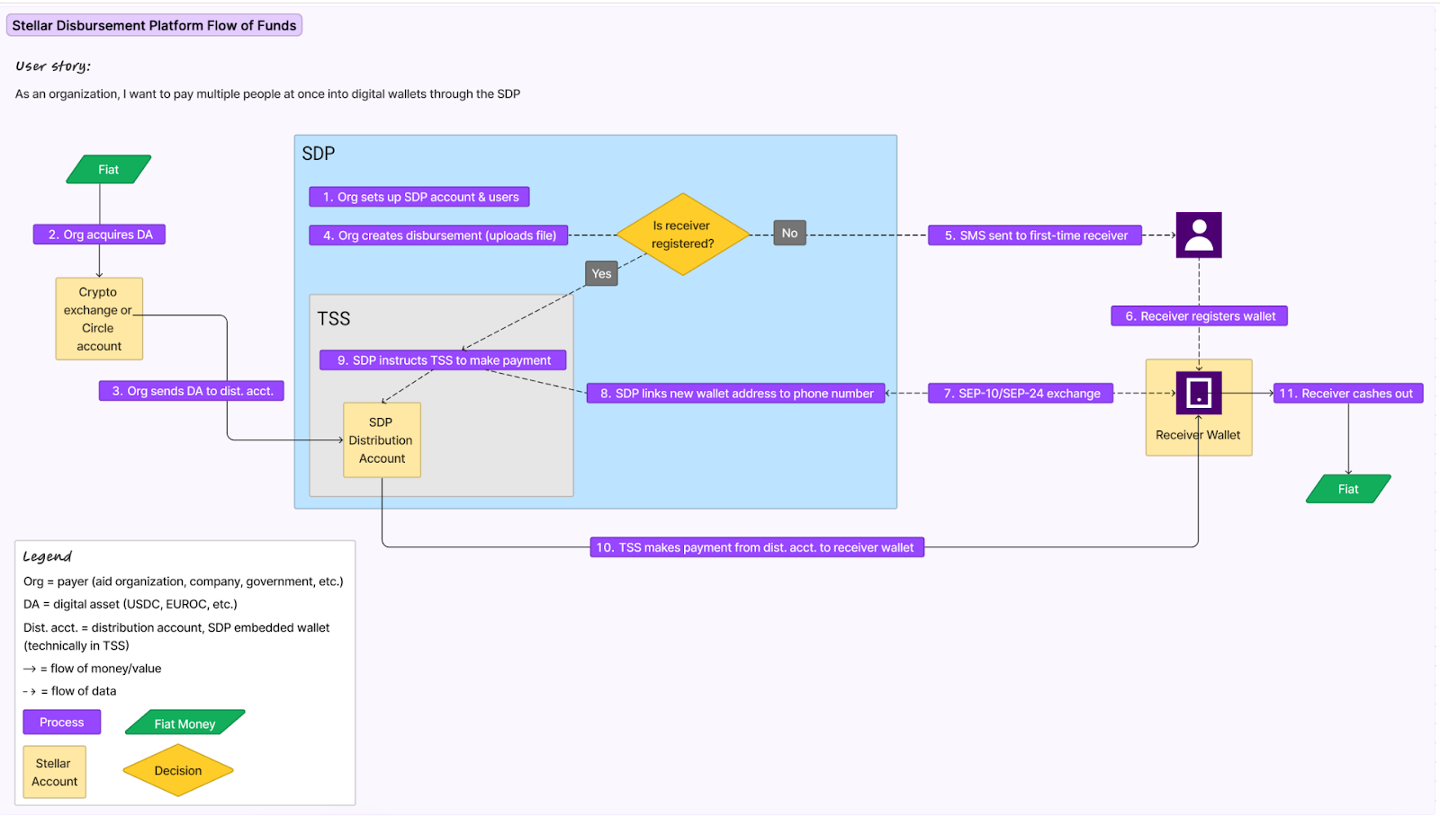 Stellar Disbursement Platform Flow of Funds
User story:
As an organization, I want to pay multiple people at once into digital wallets through the SDP
Fiat
2. Org acquires DA
Crypto
exchange or
Circle
account
3. Org sends DA to dist. acct.
SDP
1. Org sets up SDP account & users
4. Org creates disbursement (uploads file)
Is receiver
registered?
No
Yes
5. SMS sent to first-time receiver
6. Receiver registers wallet
TSS
9. SDP instructs TSS to make payment
8. SDP links new wallet address to phone number
7. SEP-10/SEP-24 exchange
11. Receiver cashes out
SDP
Distribution
Account
Receiver Wallet
Fiat
10. TSS makes payment from dist. acct. to receiver wallet
Legend
Org = payer (aid organization, company, government, etc.)
DA = digital asset (USDC, EUROC, etc.)
Dist. acct. = distribution account, SDP embedded wallet
(technically in TSS)
→ = flow of money/value
-→ = flow of data
Process
Fiat Money
Stellar
Account
Decision